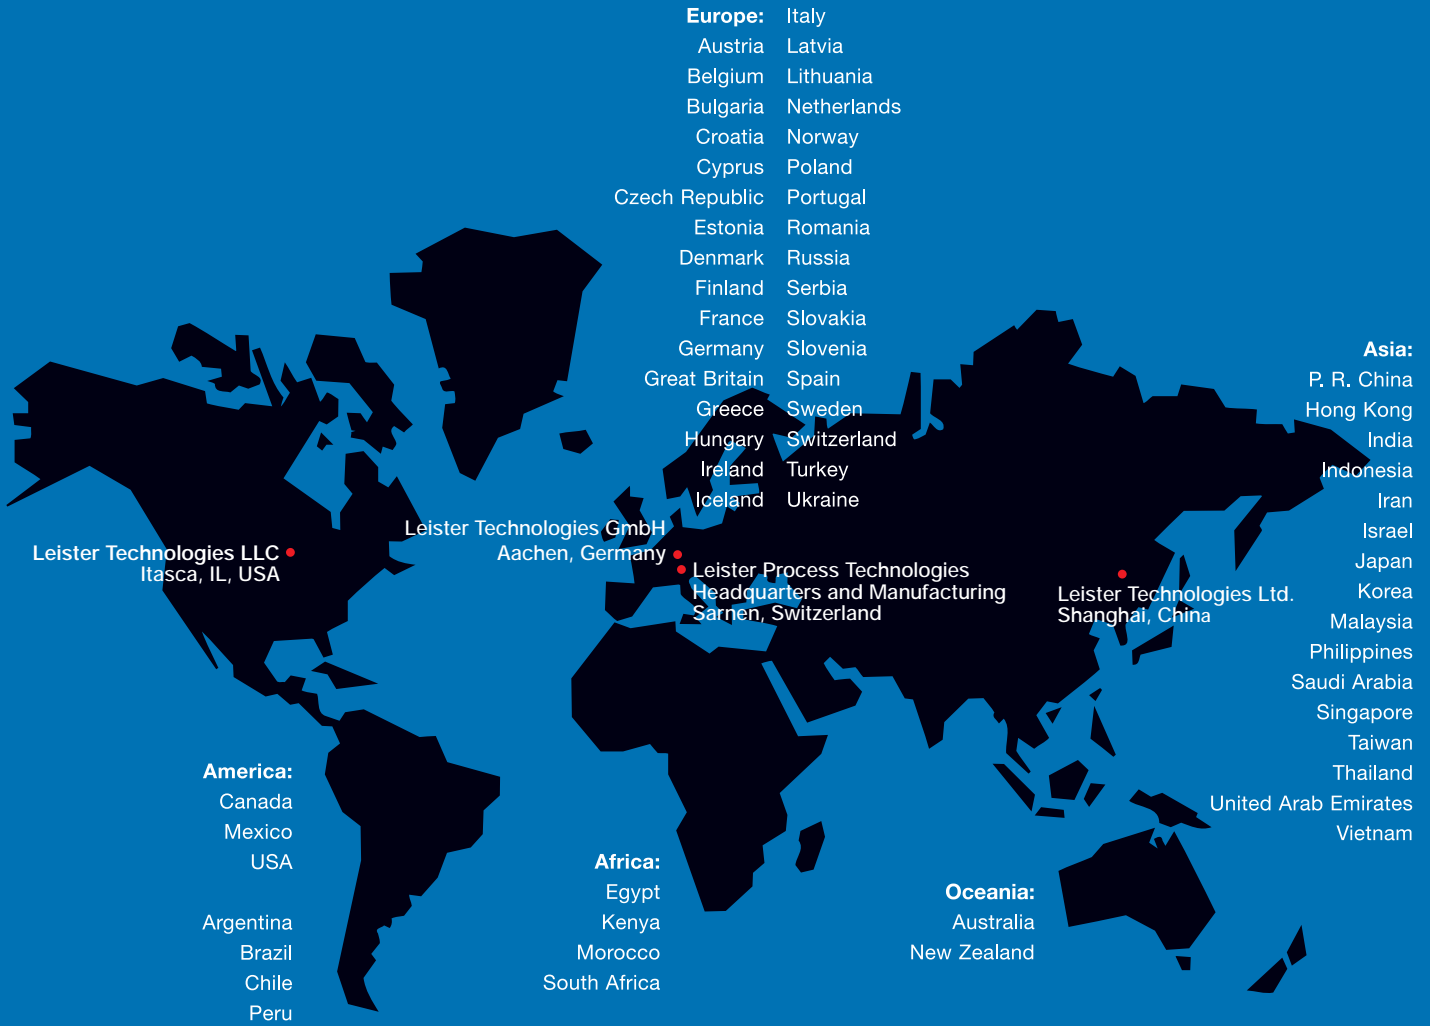 Europe:
Austria
Belgium
Bulgaria
Croatia
Cyprus
Czech Republic
Estonia
Denmark
Finland
France
Germany
Great Britain
Greece
Hungary
Ireland
Iceland
Italy
Latvia
Lithuania
Netherlands
Norway
Poland
Portugal
Romania
Russia
Serbia
Slovakia
Slovenia
Spain
Sweden
Switzerland
Turkey
Ukraine
Asia:
P. R. China
Hong Kong
India
Indonesia
Iran
Israel
Japan
Korea
Malaysia
Philippines
Saudi Arabia
Singapore
Taiwan
Thailand
United Arab Emirates
Vietnam
Leister Technologies LLC
Itasca, IL, USA
Leister Technologies GmbH
Aachen, Germany
Leister Process Technologies
Headquarters and Manufacturing
Sarnen, Switzerland
Leister Technologies Ltd.
Shanghai, China
America:
Canada
Mexico
USA
Argentina
Brazil
Chile
Peru
Africa:
Egypt
Kenya
Morocco
South Africa
Oceania:
Australia
New Zealand